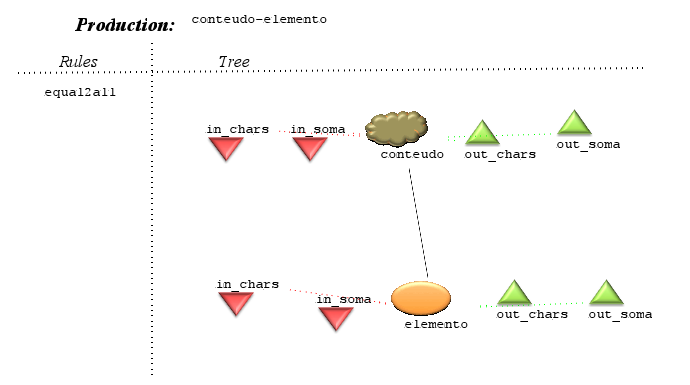 Production: conteudo-elemento
Rules Tree
equal2all
in_chars in_soma conteudo out_chars out_soma
in_chars in_soma elemento out_chars out_soma